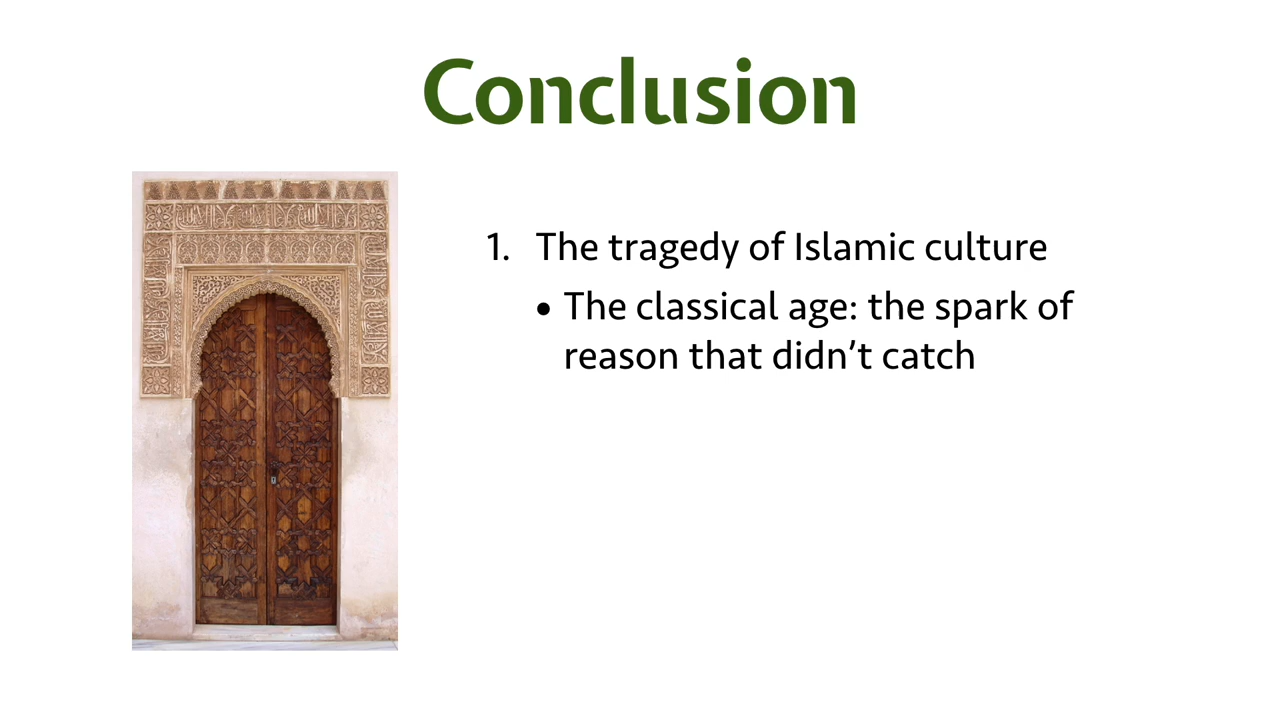 Conclusion
1. The tragedy of Islamic culture
• The classical age: the spark of
reason that didn’t catch